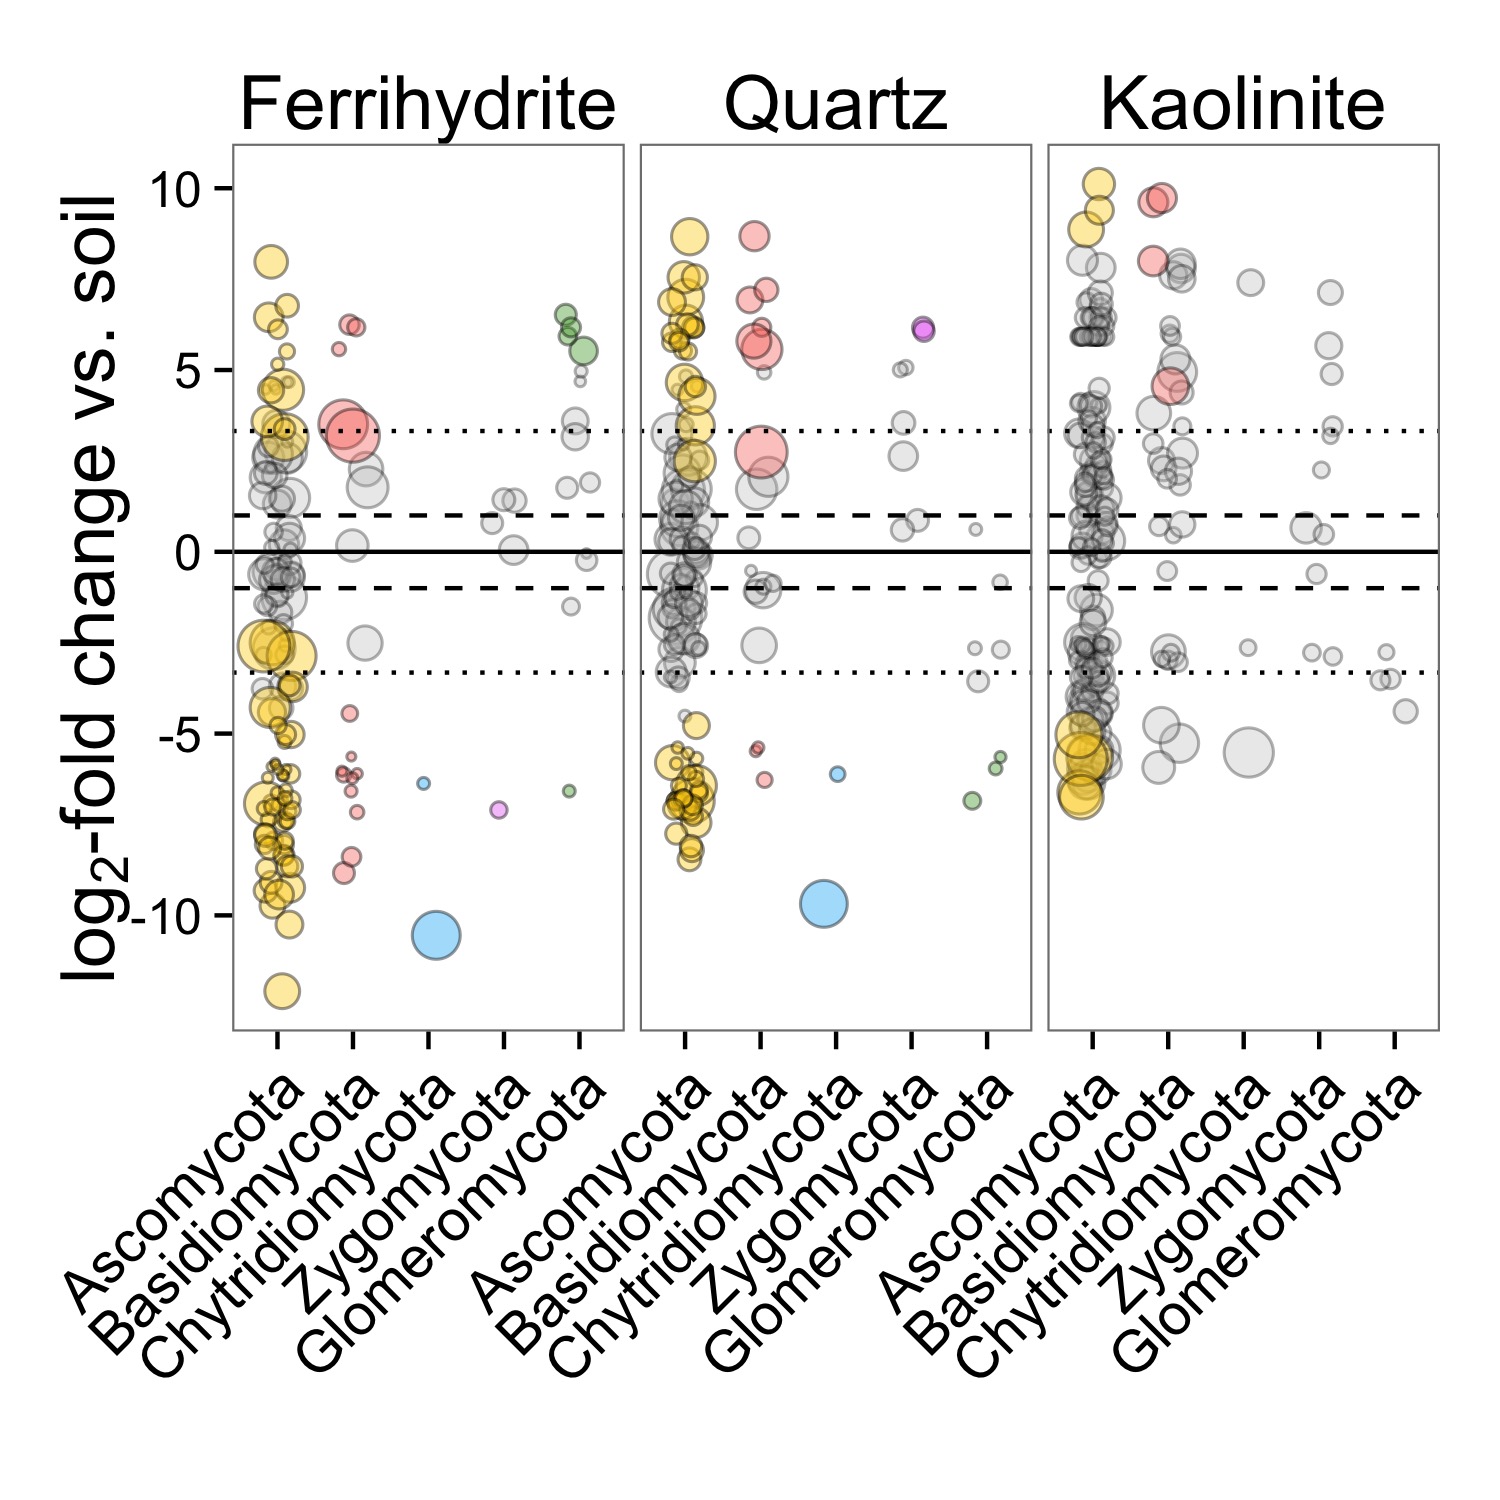 Ferrihydrite Quartz Kaolinite
log₂-fold change vs. soil
10
5
0
-5
-10
Ascomycota
Basidiomycota
Chytridiomycota
Zygomycota
Glomeromycota
Ascomycota
Basidiomycota
Chytridiomycota
Zygomycota
Glomeromycota
Ascomycota
Basidiomycota
Chytridiomycota
Zygomycota
Glomeromycota